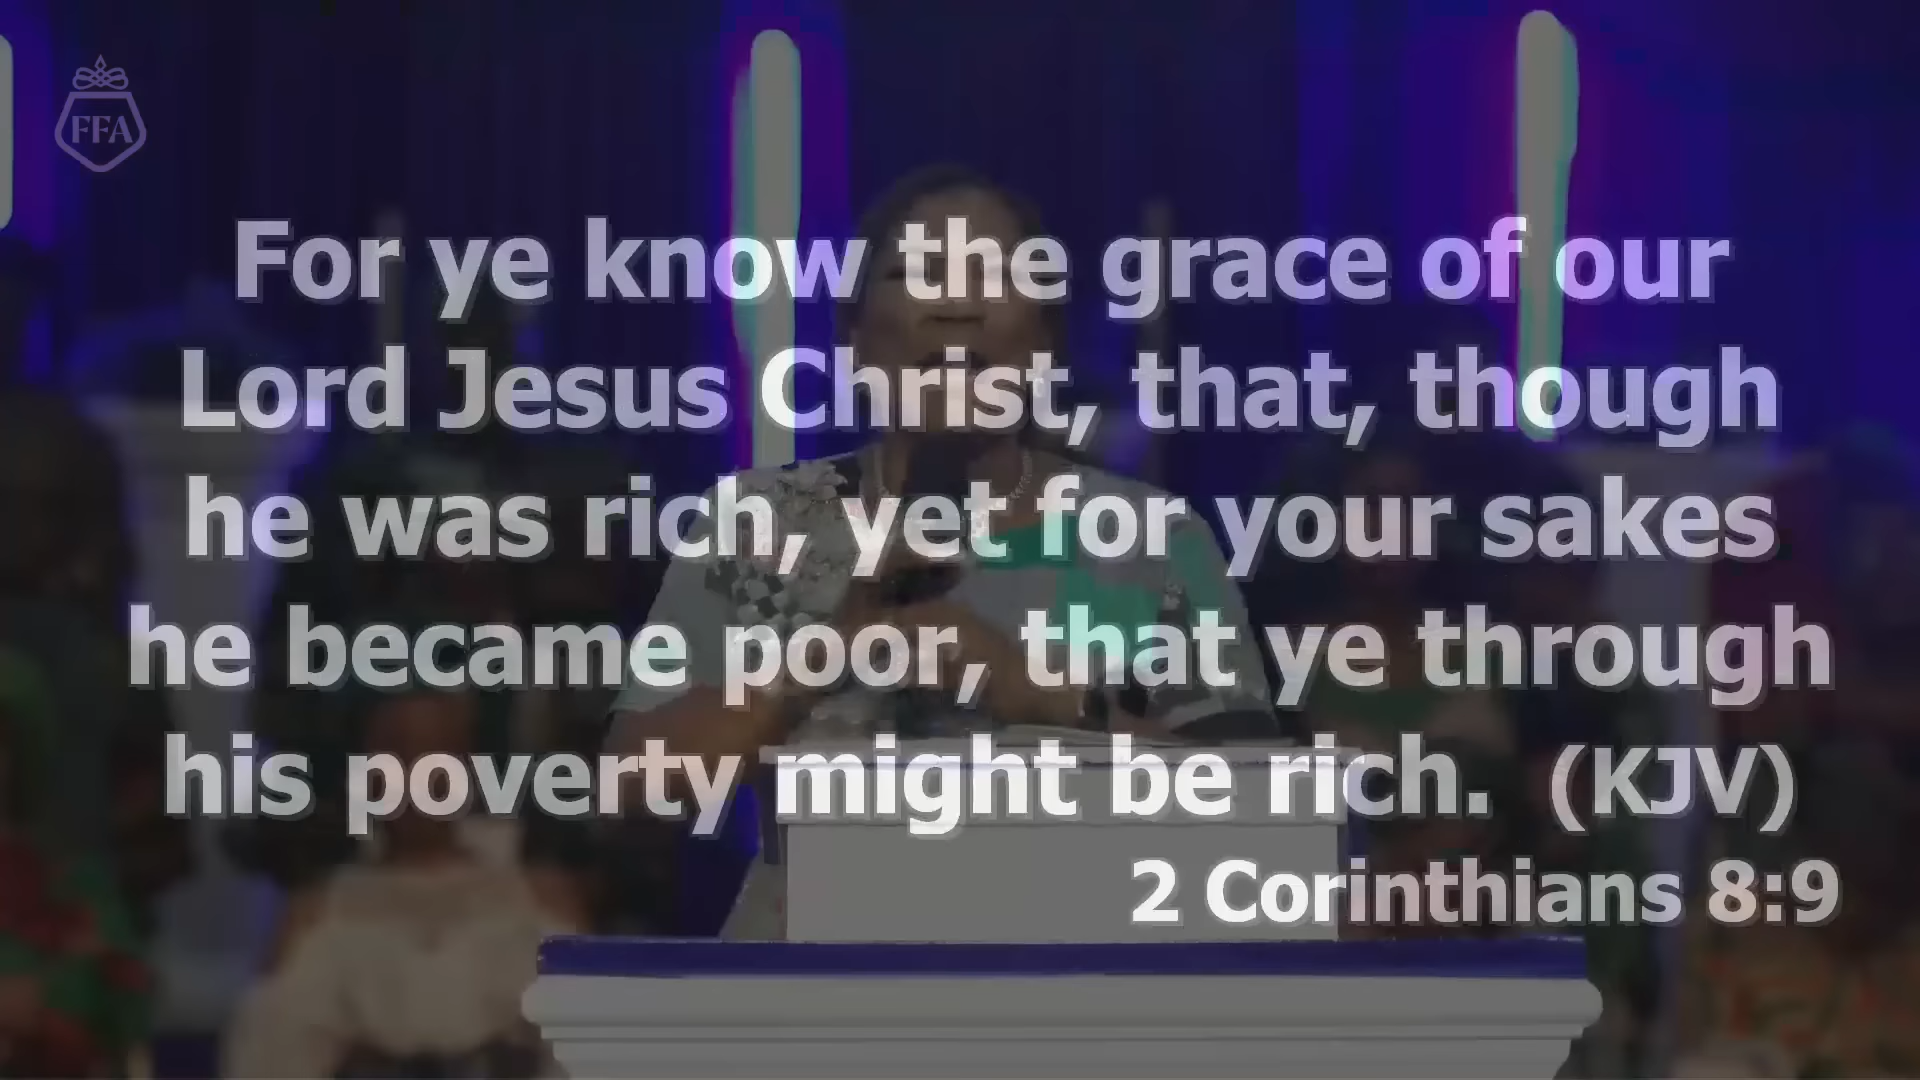 FFA
For ye know the grace of our
Lord Jesus Christ, that, though
he was rich, yet for your sakes
he became poor, that ye through
his poverty might be rich. (KJV)
2 Corinthians 8:9